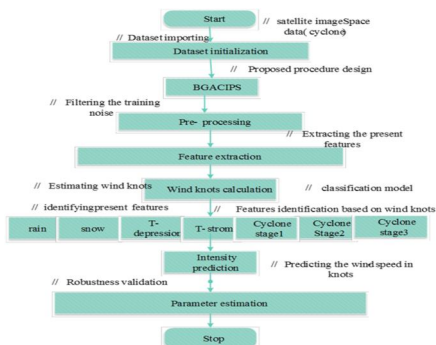 Start
// satellite imageSpace
data( cyclone)
// Dataset importing
Dataset initialization
// Proposed procedure design
BGACIPS
// Filtering the training
noise
Pre- processing
// Extracting the present
features
Feature extraction
// Estimating wind knots
Wind knots calculation
// classification model
// identifyingpresent features
// Features identification based on wind knots
rain
snow
T-
depression
T- strom
Cyclone
stage1
Cyclone
Stage2
Cyclone
stage3
Intensity
prediction
// Predicting the wind speed in
knots
// Robustness validation
Parameter estimation
Stop